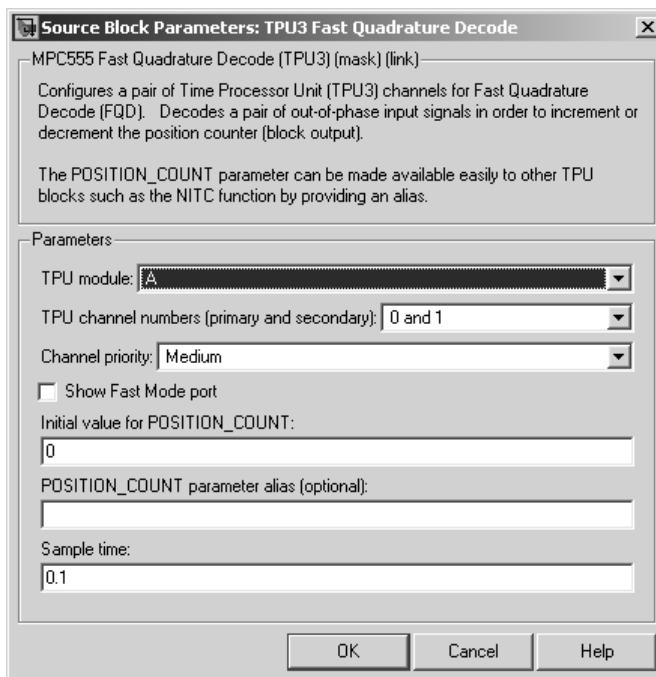 Source Block Parameters: TPU3 Fast Quadrature Decode
MPC555 Fast Quadrature Decode (TPU3) (mask) (link)
Configures a pair of Time Processor Unit (TPU3) channels for Fast Quadrature
Decode (FQD).   Decodes a pair of out-of-phase input signals in order to increment or
decrement the position counter (block output).
The POSITION_COUNT parameter can be made available easily to other TPU
blocks such as the NITC function by providing an alias.
Parameters
TPU module: A
TPU channel numbers (primary and secondary): 0 and 1
Channel priority: Medium
Show Fast Mode port
Initial value for POSITION_COUNT:
0
POSITION_COUNT parameter alias (optional):
Sample time:
0.1
OK Cancel Help